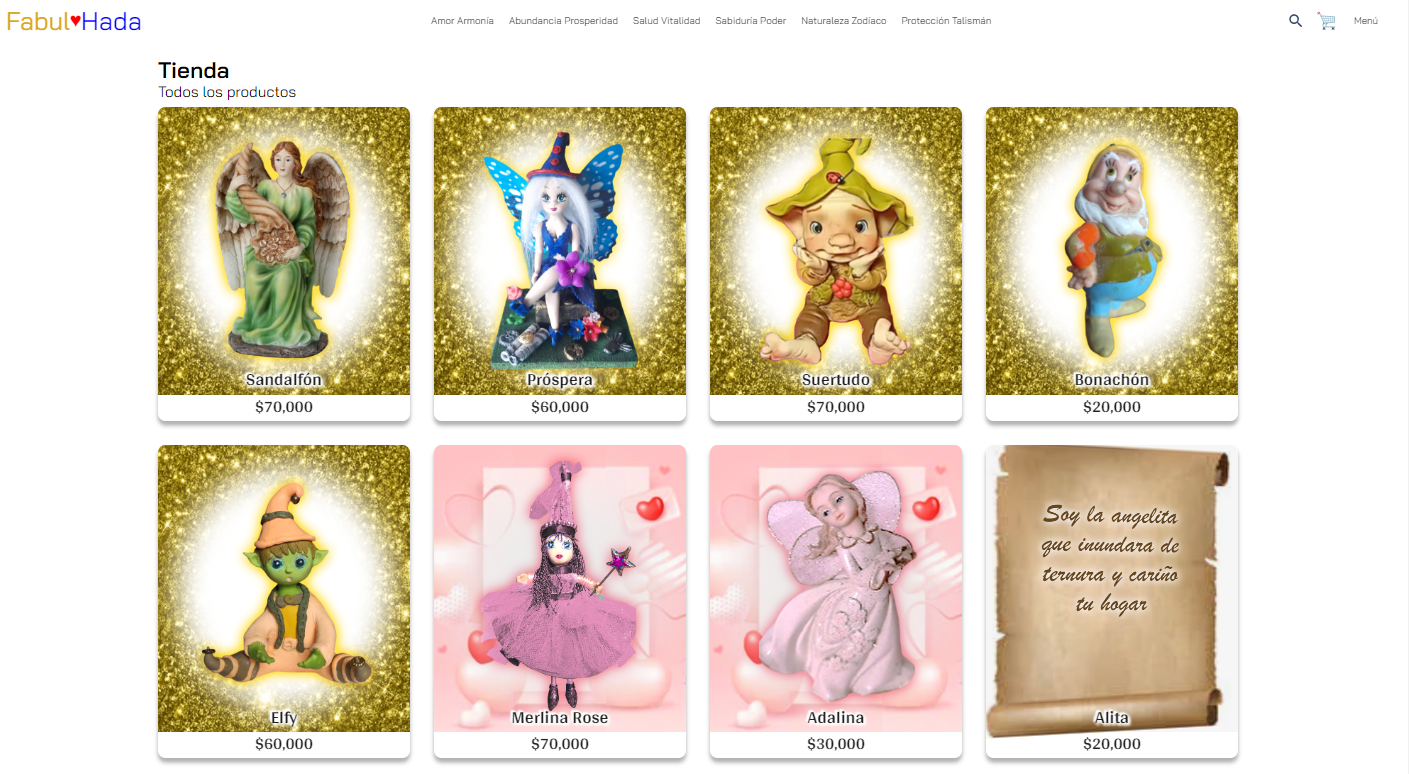 Fabul♥Hada
Amor Armonía Abundancia Prosperidad Salud Vitalidad Sabiduría Poder Naturaleza Zodíaco Protección Talismán
Menú
Tienda
Todos los productos
Sandalfón
$70,000
Próspera
$60,000
Suertudo
$70,000
Bonachón
$20,000
Elfy
$60,000
Merlina Rose
$70,000
Adalina
$30,000
Soy la angelita
que inundara de
ternura y cariño
tu hogar
Alita
$20,000